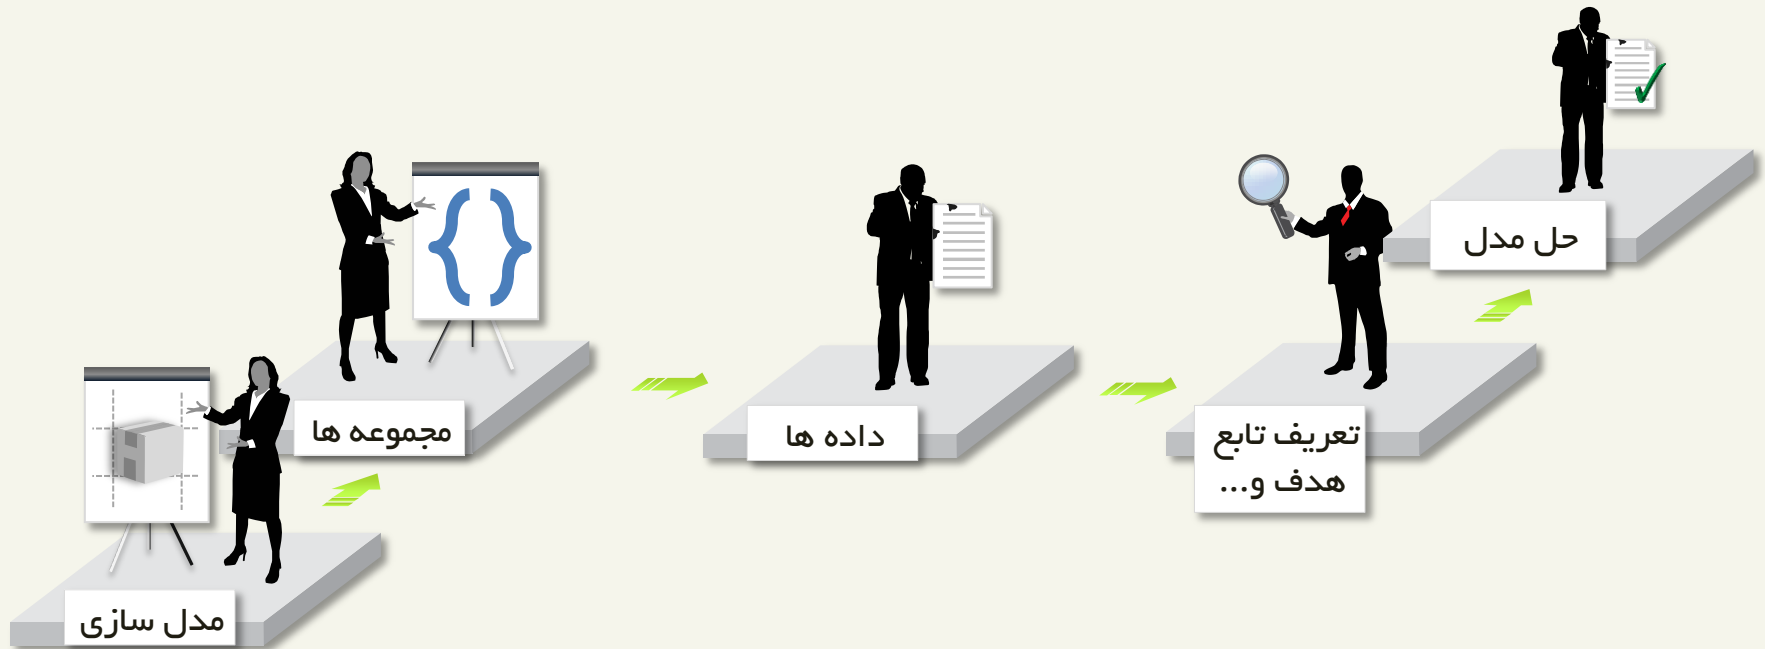 مدل سازی
مجموعه ها
داده ها
تعریف تابع
هدف و...
حل مدل